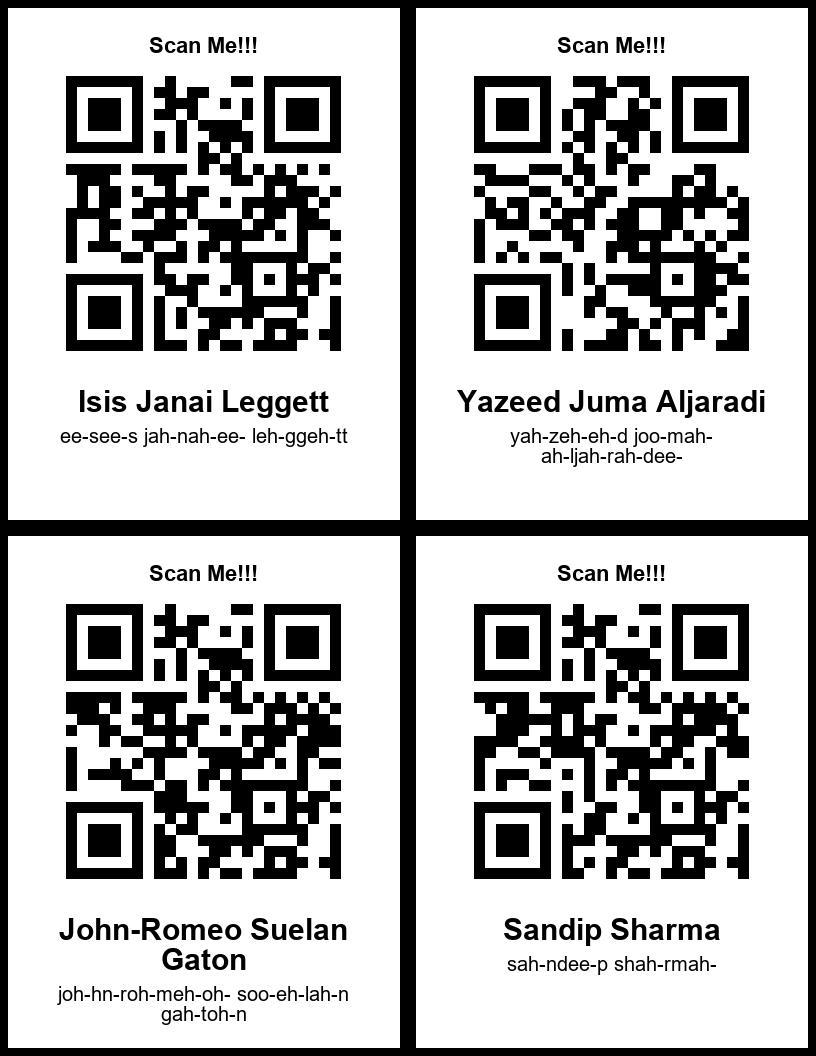 Scan Me!!!
Isis Janai Leggett
ee-see-s jah-nah-ee- leh-ggeh-tt
Scan Me!!!
Yazeed Juma Aljaradi
yah-zeh-eh-d joo-mah-
ah-ljah-rah-dee-
Scan Me!!!
John-Romeo Suelan
Gaton
joh-hn-roh-meh-oh- soo-eh-lah-n
gah-toh-n
Scan Me!!!
Sandip Sharma
sah-ndee-p shah-rmah-